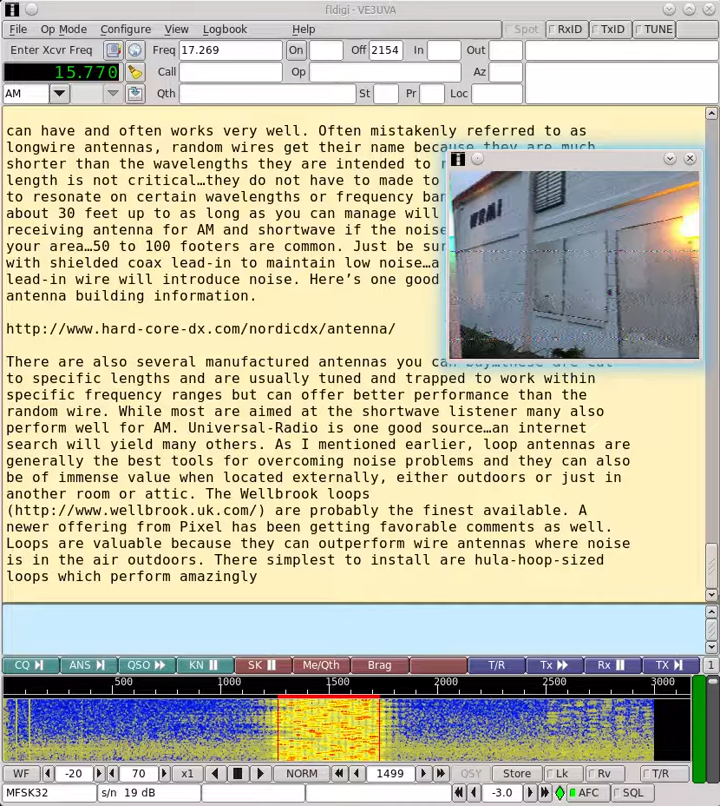 fldigi - VE3UVA
File Op Mode Configure View Logbook Help Spot RxID TxID TUNE
Enter Xcvr Freq Freq 17.269 On Off 2154 In Out
15.770 Call Op Az
AM Qth St Pr Loc
can have and often works very well. Often mistakenly referred to as
longwire antennas, random wires get their name because they are much
shorter than the wavelengths they are intended to
length is not critical…they do not have to made to
to resonate on certain wavelengths or frequency
about 30 feet up to as long as you can manage will
receiving antenna for AM and shortwave if the noise
your area…50 to 100 footers are common. Just be
with shielded coax lead-in to maintain low noise…a
lead-in wire will introduce noise. Here's one good
antenna building information.
WRMI
http://www.hard-core-dx.com/nordicdx/antenna/
There are also several manufactured antennas you can buy…these are cut
to specific lengths and are usually tuned and trapped to work within
specific frequency ranges but can offer better performance than the
random wire. While most are aimed at the shortwave listener many also
perform well for AM. Universal-Radio is one good source…an internet
search will yield many others. As I mentioned earlier, loop antennas are
generally the best tools for overcoming noise problems and they can also
be of immense value when located externally, either outdoors or just in
another room or attic. The Wellbrook loops
(http://www.wellbrook.uk.com/) are probably the finest available. A
newer offering from Pixel has been getting favorable comments as well.
Loops are valuable because they can outperform wire antennas where noise
is in the air outdoors. There simplest to install are hula-hoop-sized
loops which perform amazingly
CQ ANS QSO KN SK Me/Qth Brag T/R Tx Rx TX 1
500 1000 1500 2000 2500 3000
WF -20 70 x1 NORM 1499 QSY Store Lk Rv T/R
MFSK32 s/n 19 dB -3.0 AFC SQL